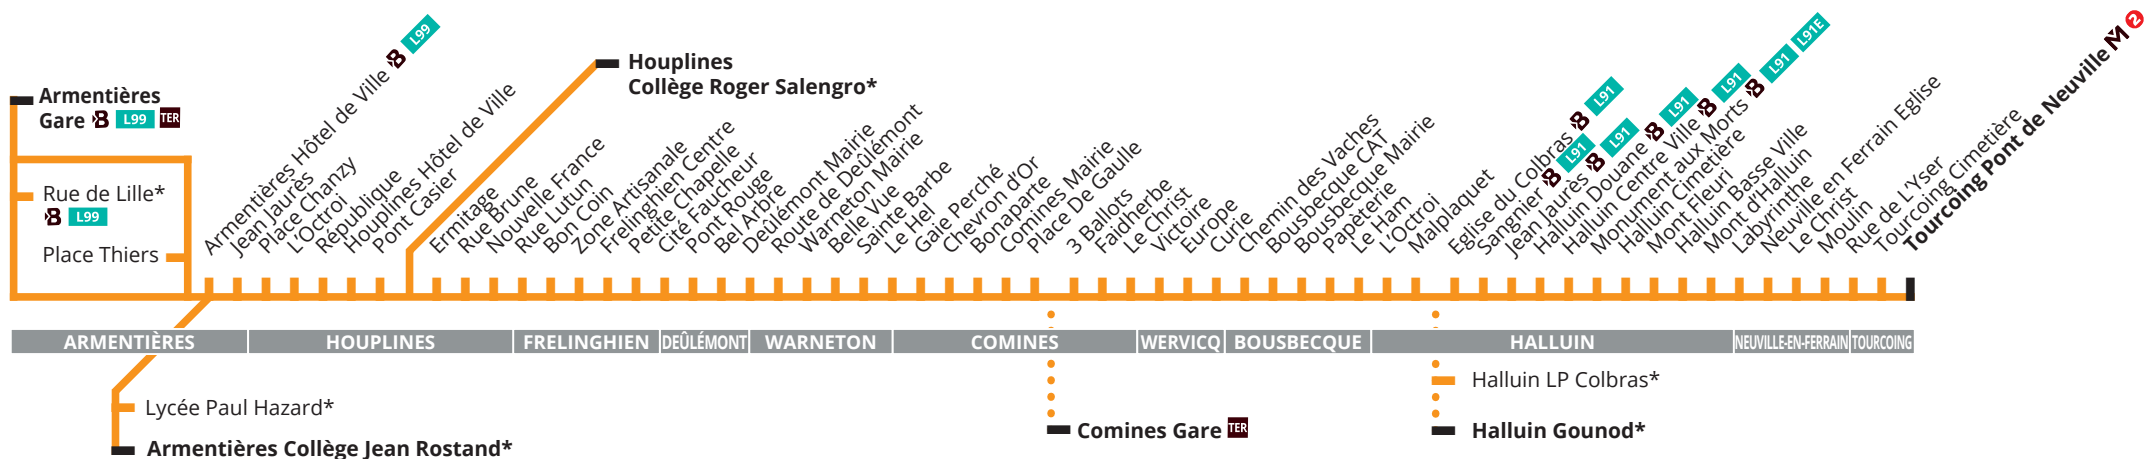 Armentières
Gare B L99 TER
Rue de Lille*
B L99
Place Thiers
Armentières Hôtel de Ville B L99
Jean Jaurès
Place Chanzy
L'Octroi
République
Houplines Hôtel de Ville
Pont Casier
Houplines
Collège Roger Salengro*
Ermitage
Rue Brune
Nouvelle France
Rue Lutun
Bon Coin
Zone Artisanale
Frelinghien Centre
Petite Chapelle
Cité Faucheur
Pont Rouge
Bel Arbre
Deûlémont Mairie
Route de Deûlémont
Warneton Mairie
Belle Vue
Sainte Barbe
Le Hel
Gaie Perché
Chevron d'Or
Bonaparte
Comines Mairie
Place De Gaulle
3 Ballots
Faidherbe
Le Christ
Victoire
Europe
Curie
Chemin des Vaches
Bousbecque CAT
Bousbecque Mairie
Papèterie
Le Ham
L'Octroi
Malplaquet
Eglise du Colbras B L91
Sangnier B L91
Jean Jaurès B L91
Halluin Douane B L91
Halluin Centre Ville B L91
Monument aux Morts B L91 L91E
Halluin Cimetière
Mont Fleuri
Halluin Basse Ville
Mont d'Halluin
Labyrinthe
Neuville en Ferrain Eglise
Le Christ
Moulin
Rue de L'Yser
Tourcoing Cimetière
Tourcoing Pont de Neuville M 2
ARMENTIÈRES
HOUPLINES
FRELINGHIEN
DEÛLÉMONT
WARNETON
COMINES
WERVICQ
BOUSBECQUE
HALLUIN
NEUVILLE-EN-FERRAIN
TOURCOING
Lycée Paul Hazard*
Armentières Collège Jean Rostand*
Comines Gare TER
Halluin LP Colbras*
Halluin Gounod*